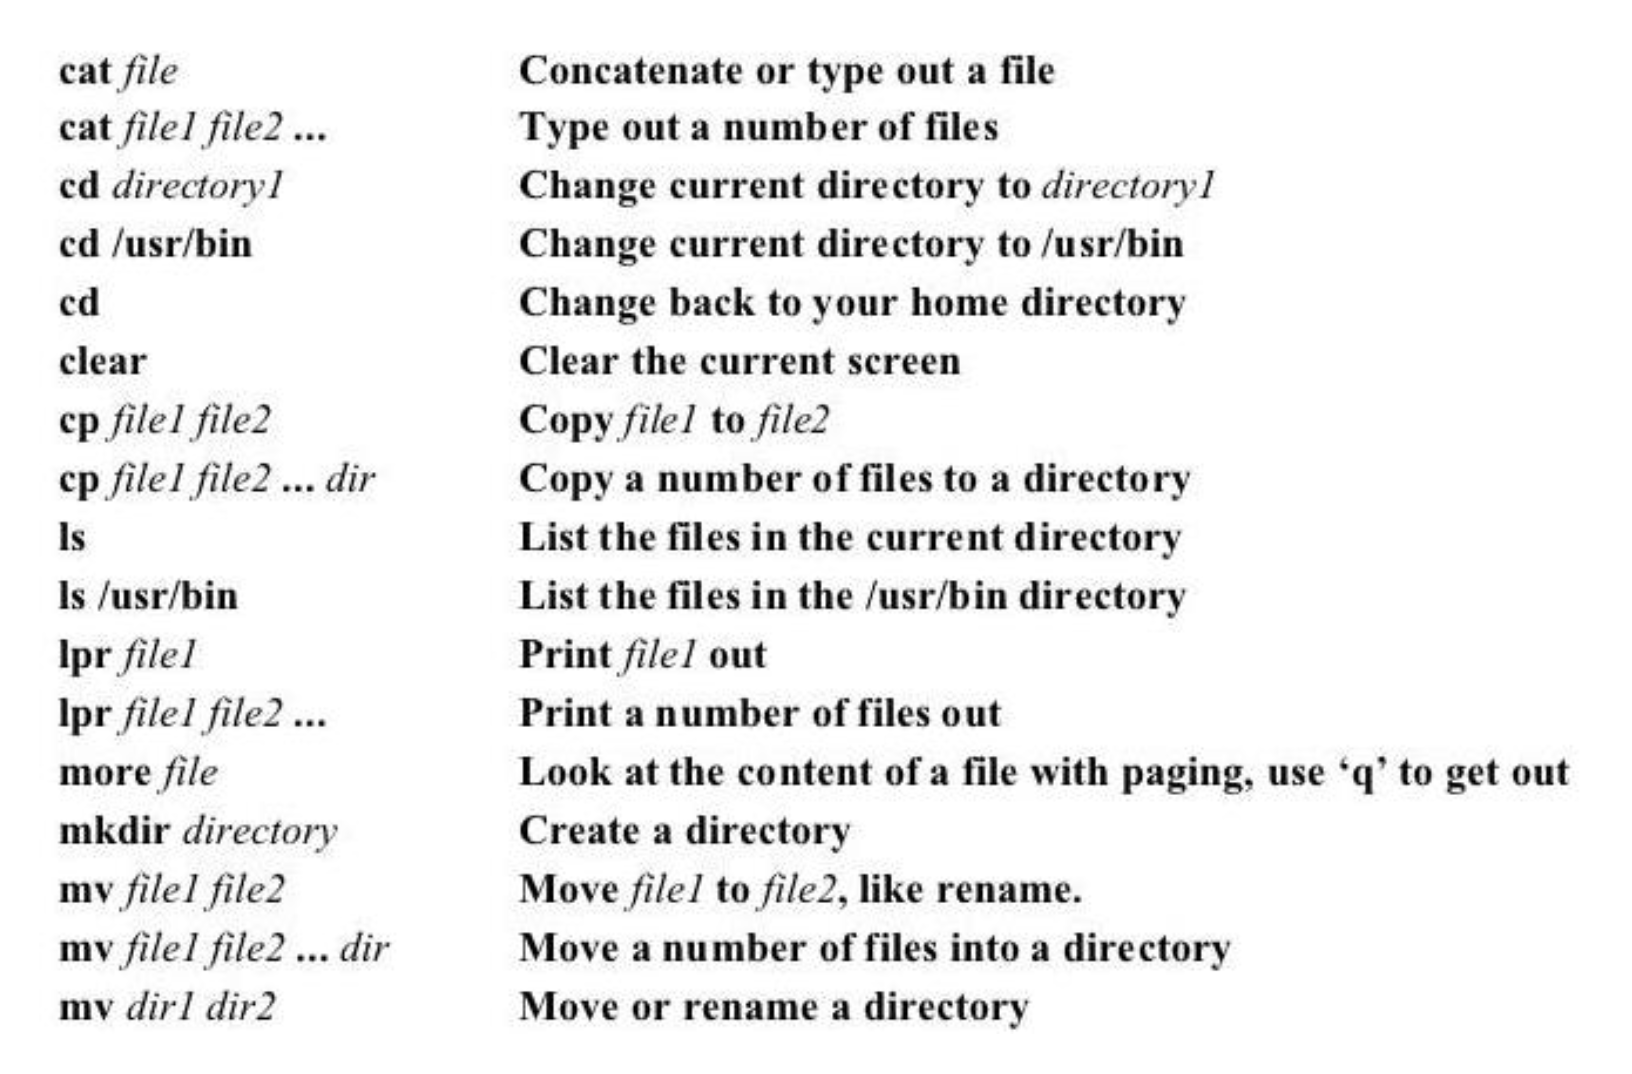 cat file Concatenate or type out a file
cat file1 file2 ... Type out a number of files
cd directory1 Change current directory to directory1
cd /usr/bin Change current directory to /usr/bin
cd Change back to your home directory
clear Clear the current screen
cp file1 file2 Copy file1 to file2
cp file1 file2 ... dir Copy a number of files to a directory
ls List the files in the current directory
ls /usr/bin List the files in the /usr/bin directory
lpr file1 Print file1 out
lpr file1 file2 ... Print a number of files out
more file Look at the content of a file with paging, use ‘q’ to get out
mkdir directory Create a directory
mv file1 file2 Move file1 to file2, like rename.
mv file1 file2 ... dir Move a number of files into a directory
mv dir1 dir2 Move or rename a directory